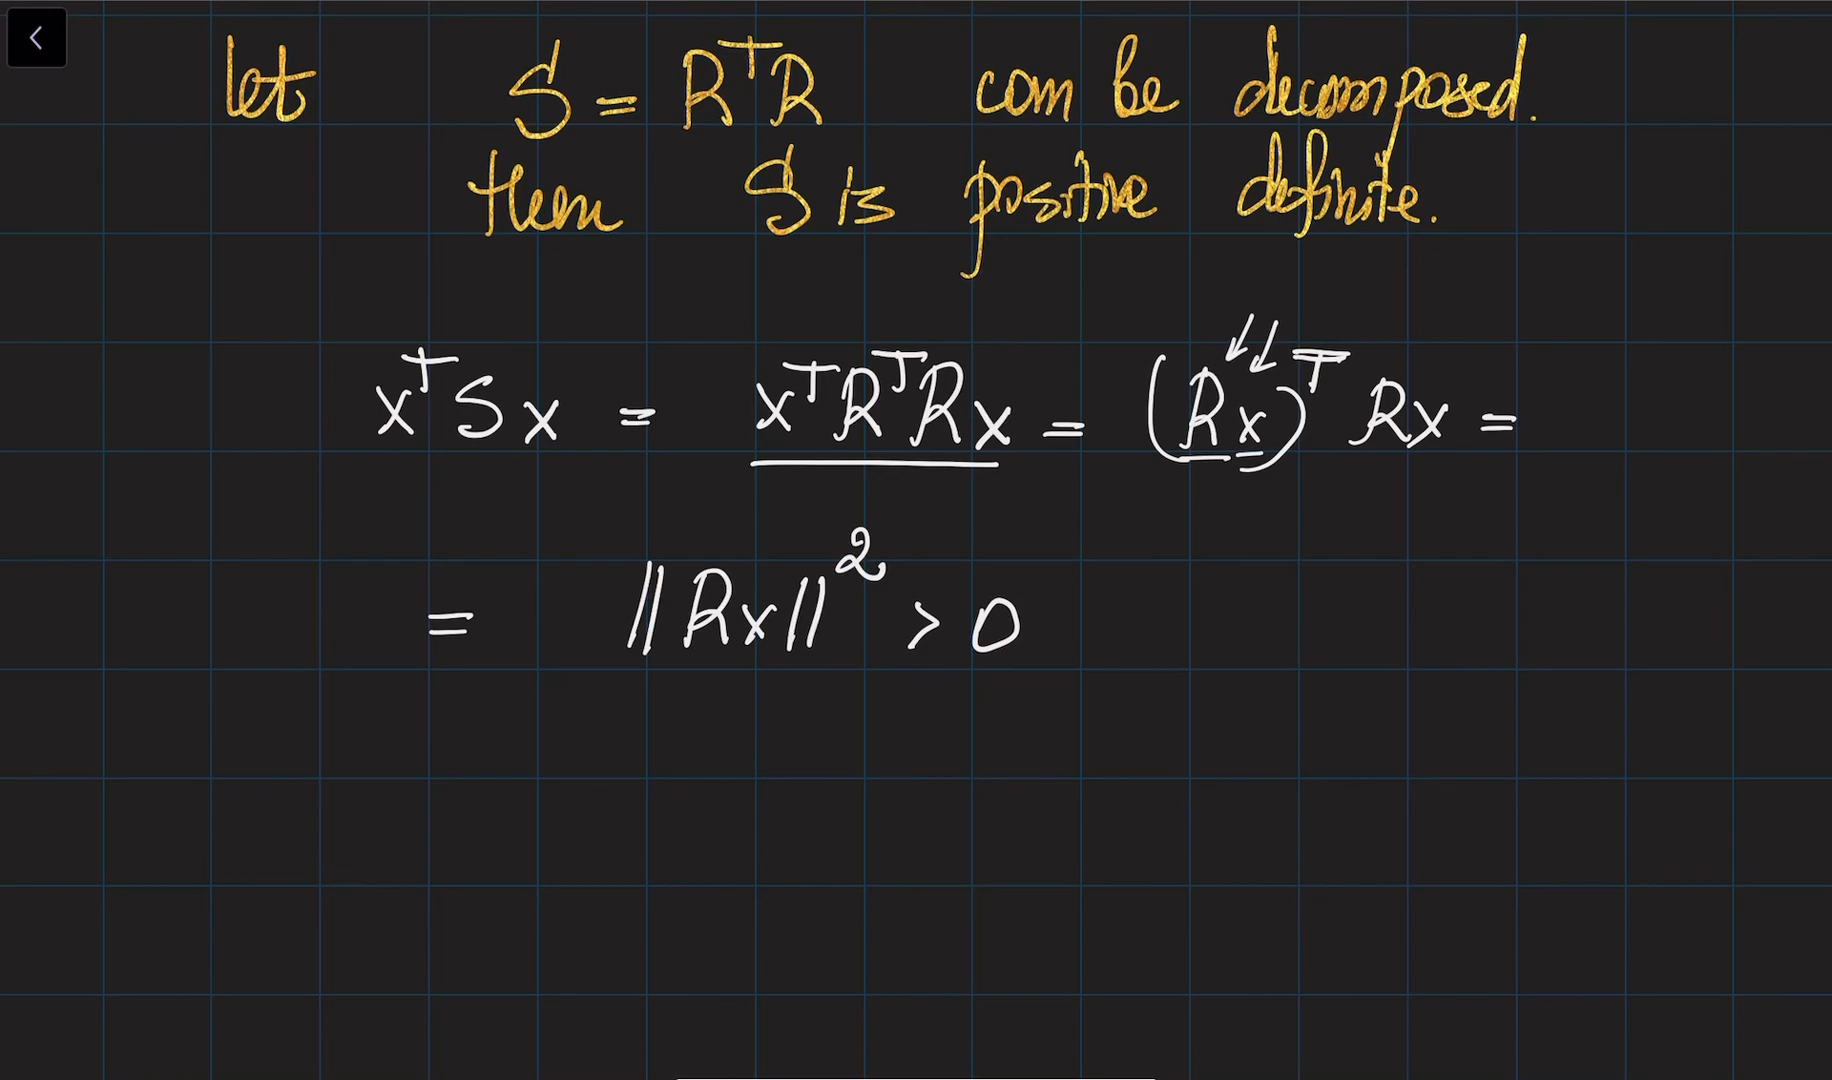 let S = RᵀR can be decomposed.
then S is positive definite.
xᵀSx = xᵀRᵀRx = (Rx)ᵀ Rx =
= ||Rx||² > 0